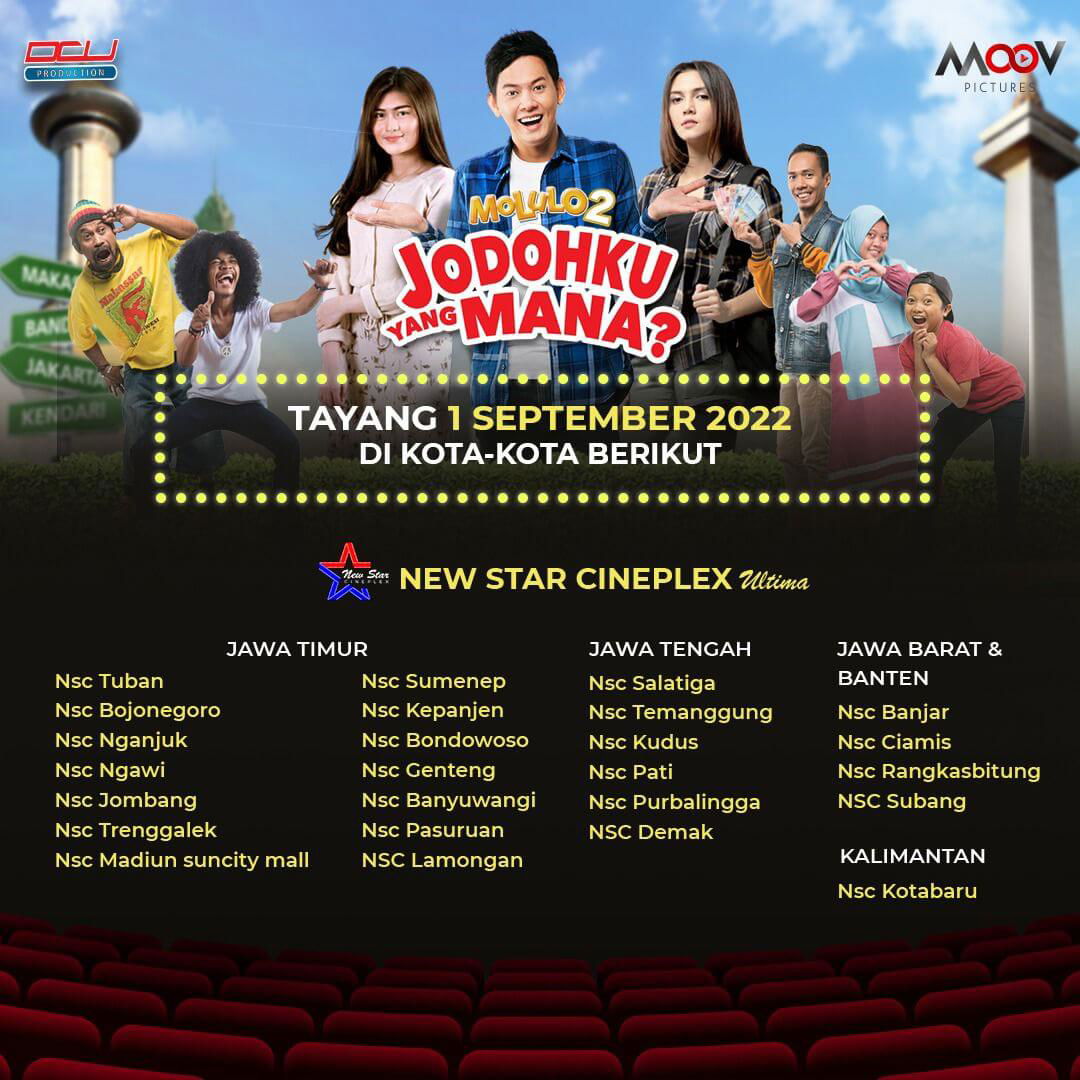 DCU
PRODUCTION
MOOV
PICTURES
MOLULO2
JODOHKU
YANG MANA?
Makassar
JAKARTA
KENDARI
TAYANG 1 SEPTEMBER 2022
DI KOTA-KOTA BERIKUT
New Star
CINEPLEX
NEW STAR CINEPLEX Ultima
JAWA TIMUR
Nsc Tuban
Nsc Bojonegoro
Nsc Nganjuk
Nsc Ngawi
Nsc Jombang
Nsc Trenggalek
Nsc Madiun suncity mall
Nsc Sumenep
Nsc Kepanjen
Nsc Bondowoso
Nsc Genteng
Nsc Banyuwangi
Nsc Pasuruan
NSC Lamongan
JAWA TENGAH
Nsc Salatiga
Nsc Temanggung
Nsc Kudus
Nsc Pati
Nsc Purbalingga
NSC Demak
JAWA BARAT &
BANTEN
Nsc Banjar
Nsc Ciamis
Nsc Rangkasbitung
NSC Subang
KALIMANTAN
Nsc Kotabaru